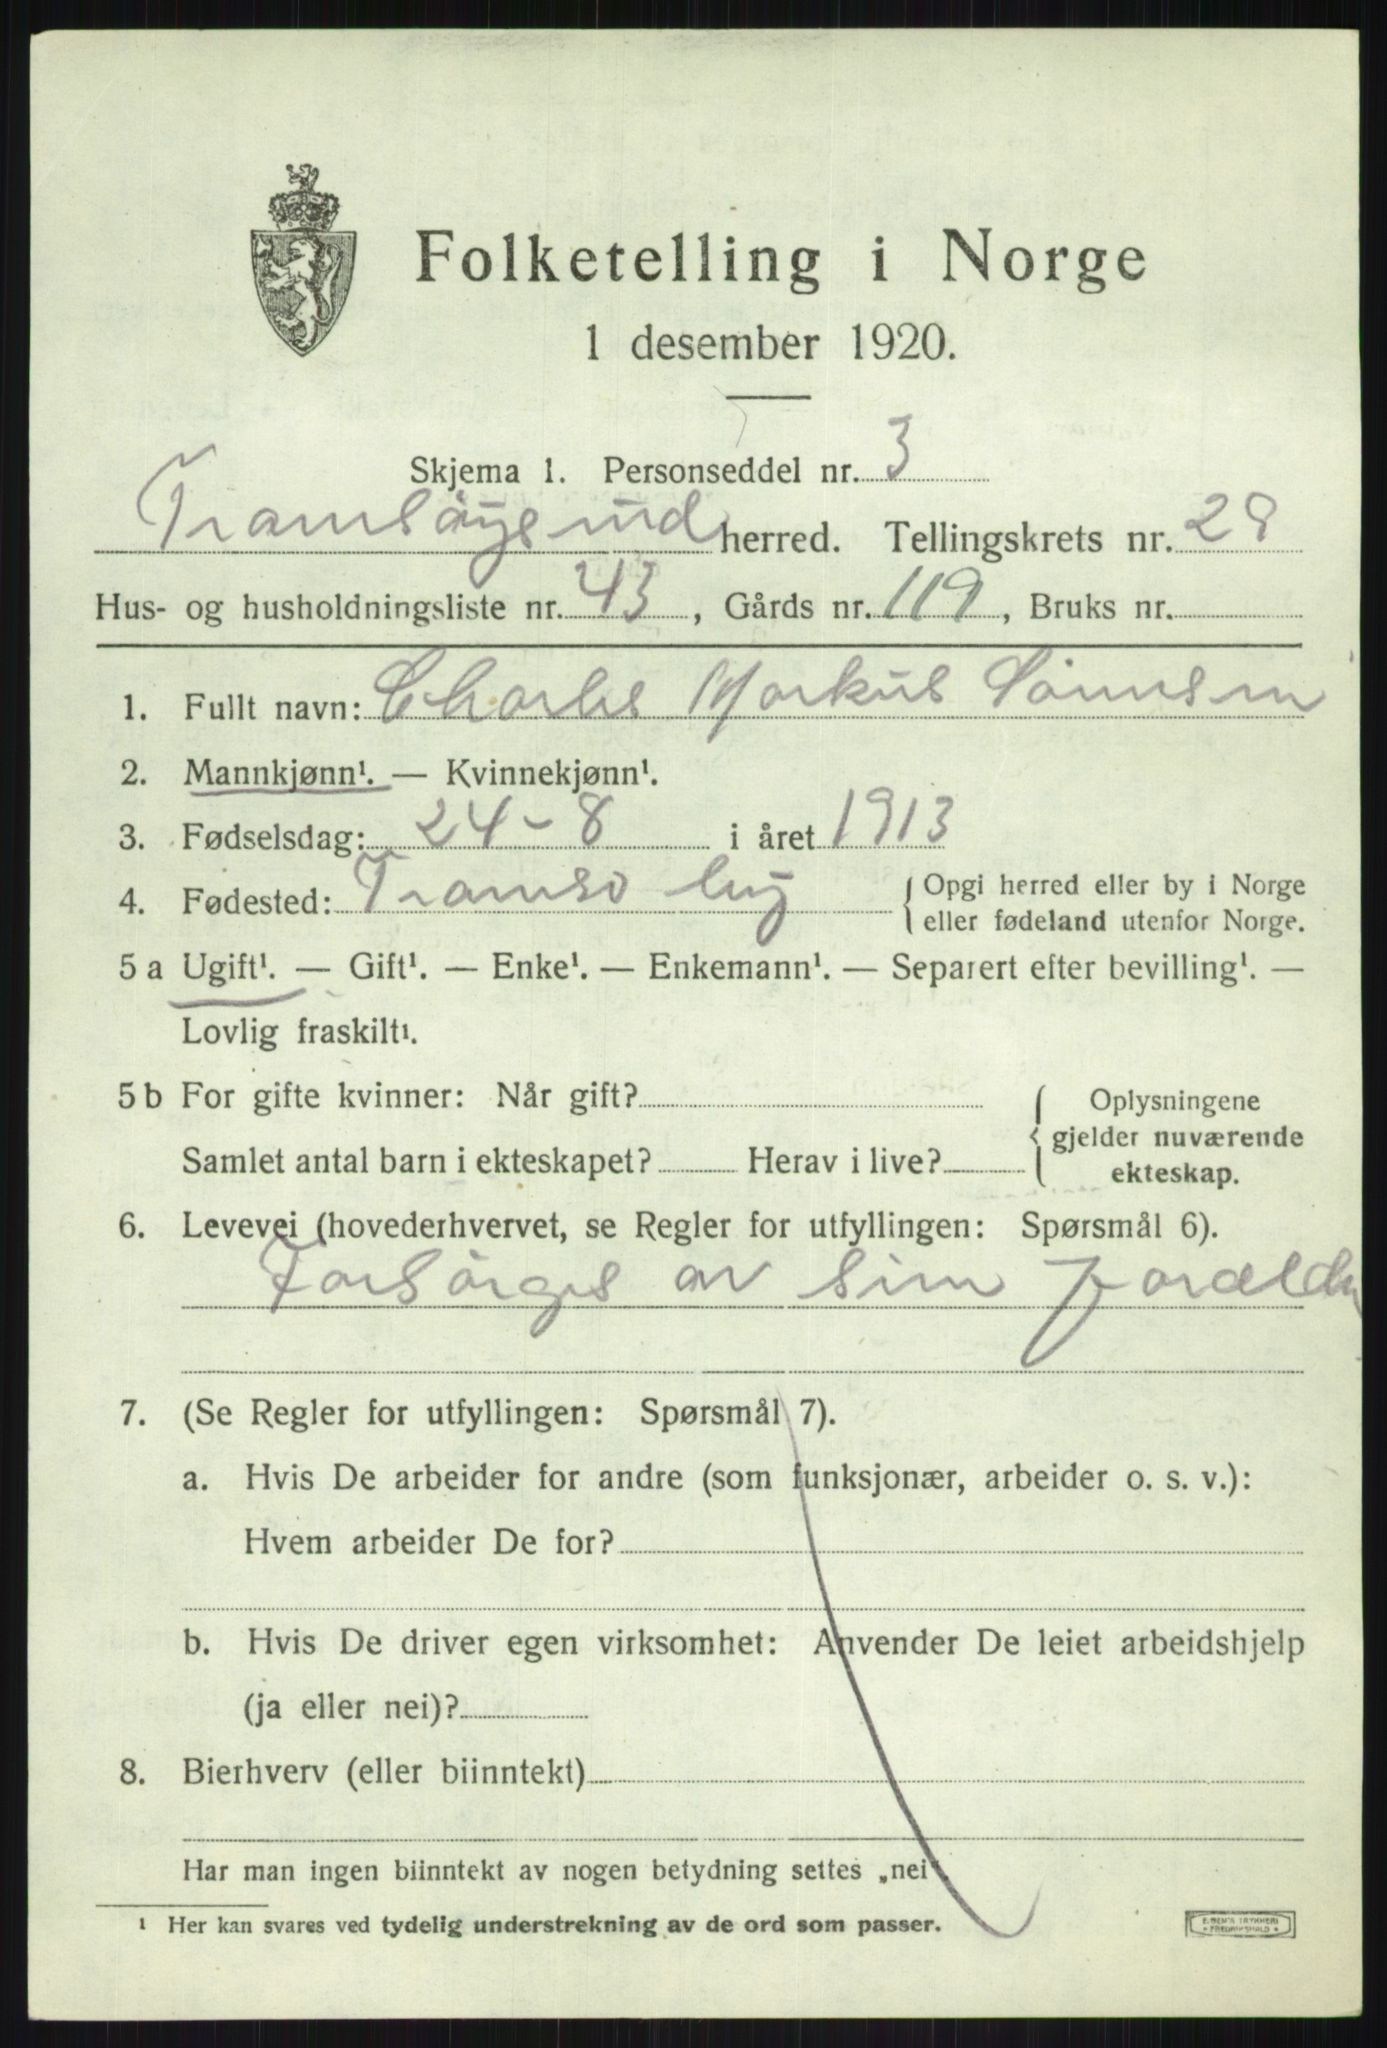 Folketelling i Norge
1 desember 1920.
Skjema 1. Personseddel nr. 3
Tromsøysund herred. Tellingskrets nr. 28
Hus- og husholdningsliste nr. 43, Gårds nr. 119, Bruks nr.
1. Fullt navn: Charles Markus
2. Mannkjønn¹. — Kvinnekjønn¹.
3. Fødselsdag: 24-8 i året 1913
4. Fødested: Tromsø by { Opgi herred eller by i Norge
eller fødeland utenfor Norge.
5 a Ugift¹. — Gift¹. — Enke¹. — Enkemann¹. — Separert efter bevilling¹. —
Lovlig fraskilt¹.
5 b For gifte kvinner: Når gift? { Oplysningene
gjelder nuværende
Samlet antal barn i ekteskapet? Herav i live?
ekteskap.
6. Levevei (hovederhvervet, se Regler for utfyllingen: Spørsmål 6).
Forsörges av sine foreldre
7. (Se Regler for utfyllingen: Spørsmål 7).
a. Hvis De arbeider for andre (som funksjonær, arbeider o. s. v.):
Hvem arbeider De for?
b. Hvis De driver egen virksomhet: Anvender De leiet arbeidshjelp
(ja eller nei)?
8. Bierhverv (eller biinntekt)
Har man ingen biinntekt av nogen betydning settes „nei".
¹ Her kan svares ved tydelig understrekning av de ord som passer.